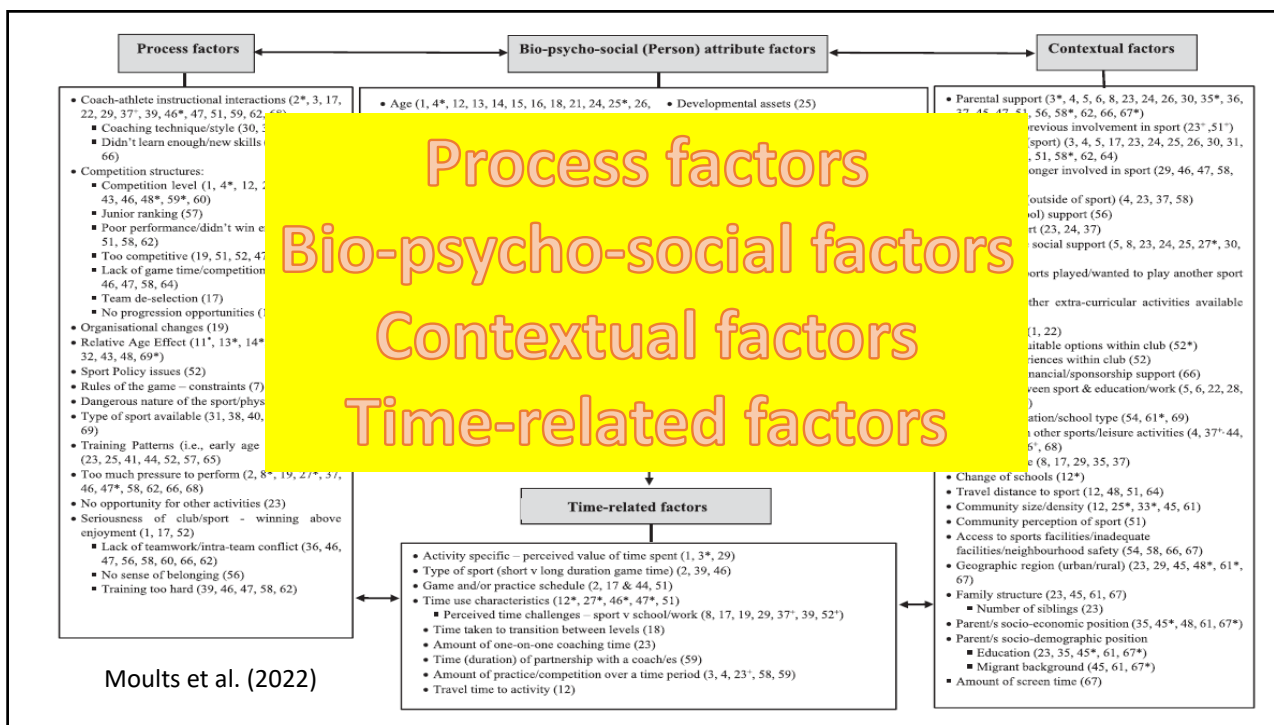 Process factors
Bio-psycho-social (Person) attribute factors
Contextual factors
• Coach-athlete instructional interactions (2*, 3, 17,
22, 29, 37⁺, 39, 46*, 47, 51, 59, 62, 68)
▪ Coaching technique/style (30, 3
▪ Didn't learn enough/new skills (
66)
• Competition structures:
▪ Competition level (1, 4*, 12, 2
43, 46, 48*, 59*, 60)
▪ Junior ranking (57)
▪ Poor performance/didn't win e
51, 58, 62)
▪ Too competitive (19, 51, 52, 47
▪ Lack of game time/competition
46, 47, 58, 64)
▪ Team de-selection (17)
▪ No progression opportunities (1
• Organisational changes (19)
• Relative Age Effect (11*, 13*, 14*
32, 43, 48, 69*)
• Sport Policy issues (52)
• Rules of the game – constraints (7)
• Dangerous nature of the sport/phys
• Type of sport available (31, 38, 40,
69)
• Training Patterns (i.e., early age
(23, 25, 41, 44, 52, 57, 65)
• Too much pressure to perform (2, 8*, 19, 27*, 37,
46, 47*, 58, 62, 66, 68)
• No opportunity for other activities (23)
• Seriousness of club/sport - winning above
enjoyment (1, 17, 52)
▪ Lack of teamwork/intra-team conflict (36, 46,
47, 56, 58, 60, 66, 62)
▪ No sense of belonging (56)
▪ Training too hard (39, 46, 47, 58, 62)
• Age (1, 4*, 12, 13, 14, 15, 16, 18, 21, 24, 25*, 26,
• Developmental assets (25)
Process factors
Bio-psycho-social factors
Contextual factors
Time-related factors
• Parental support (3*, 4, 5, 6, 8, 23, 24, 26, 30, 35*, 36,
37, 45, 47, 51, 56, 58*, 62, 66, 67*)
previous involvement in sport (23⁺,51⁺)
(sport) (3, 4, 5, 17, 23, 24, 25, 26, 30, 31,
51, 58*, 62, 64)
onger involved in sport (29, 46, 47, 58,
(outside of sport) (4, 23, 37, 58)
ool) support (56)
rt (23, 24, 37)
social support (5, 8, 23, 24, 25, 27*, 30,
orts played/wanted to play another sport
ther extra-curricular activities available
(1, 22)
uitable options within club (52*)
riences within club (52)
inancial/sponsorship support (66)
ween sport & education/work (5, 6, 22, 28,
ation/school type (54, 61*, 69)
n other sports/leisure activities (4, 37⁺,44,
6⁺, 68)
(8, 17, 29, 35, 37)
• Change of schools (12*)
• Travel distance to sport (12, 48, 51, 64)
• Community size/density (12, 25*, 33*, 45, 61)
• Community perception of sport (51)
• Access to sports facilities/inadequate
facilities/neighbourhood safety (54, 58, 66, 67)
• Geographic region (urban/rural) (23, 29, 45, 48*, 61*,
67)
• Family structure (23, 45, 61, 67)
▪ Number of siblings (23)
• Parent/s socio-economic position (35, 45*, 48, 61, 67*)
• Parent/s socio-demographic position
▪ Education (23, 35, 45*, 61, 67*)
▪ Migrant background (45, 61, 67*)
• Amount of screen time (67)
Time-related factors
• Activity specific – perceived value of time spent (1, 3*, 29)
• Type of sport (short v long duration game time) (2, 39, 46)
• Game and/or practice schedule (2, 17 & 44, 51)
• Time use characteristics (12*, 27*, 46*, 47*, 51)
▪ Perceived time challenges – sport v school/work (8, 17, 19, 29, 37⁺, 39, 52⁺)
• Time taken to transition between levels (18)
• Amount of one-on-one coaching time (23)
• Time (duration) of partnership with a coach/es (59)
• Amount of practice/competition over a time period (3, 4, 23⁺, 58, 59)
• Travel time to activity (12)
Moults et al. (2022)